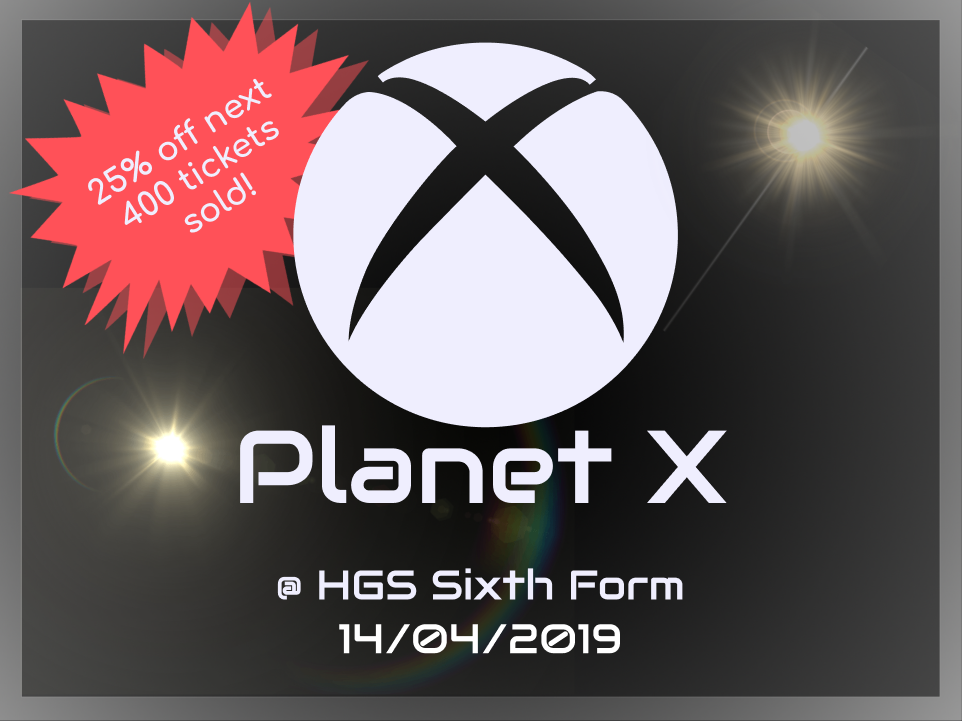 25% off next
400 tickets
sold!
Planet X
@ HGS Sixth Form
14/04/2019